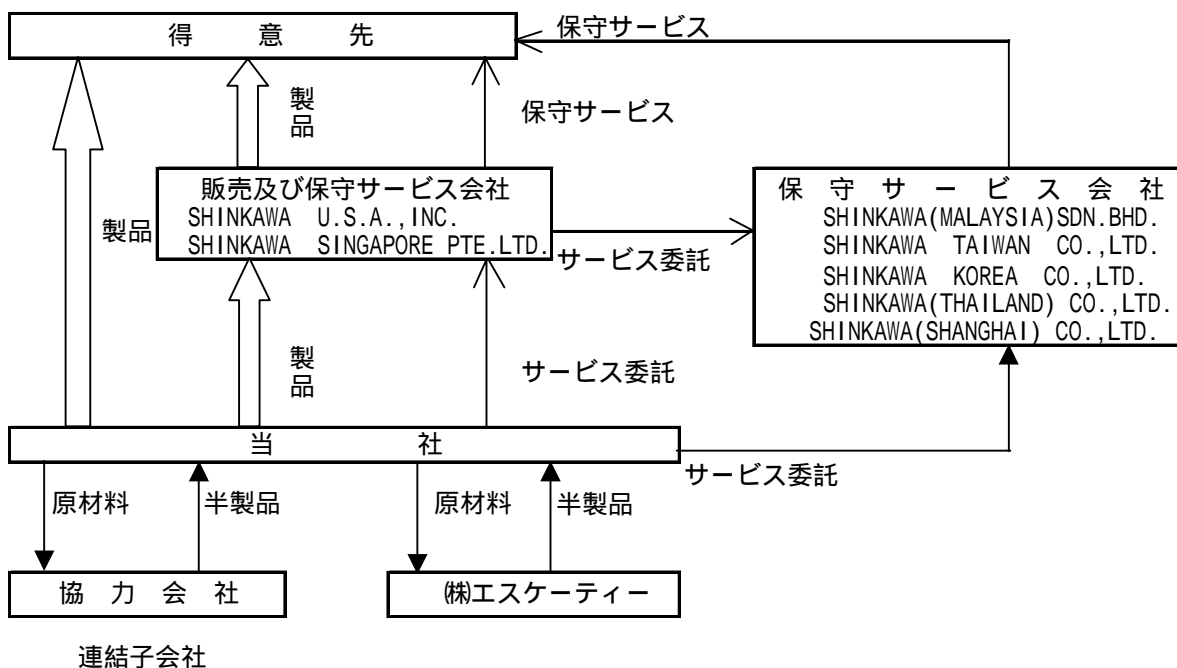 保守サービス
得意先
製品
保守サービス
販売及び保守サービス会社
SHINKAWA U.S.A.,INC.
SHINKAWA SINGAPORE PTE.LTD.
保守サービス会社
SHINKAWA(MALAYSIA)SDN.BHD.
SHINKAWA TAIWAN CO.,LTD.
SHINKAWA KOREA CO.,LTD.
SHINKAWA(THAILAND) CO.,LTD.
SHINKAWA(SHANGHAI) CO.,LTD.
製品
サービス委託
製品
サービス委託
当社
サービス委託
原材料
半製品
原材料
半製品
協力会社
㈱エスケーティー
連結子会社